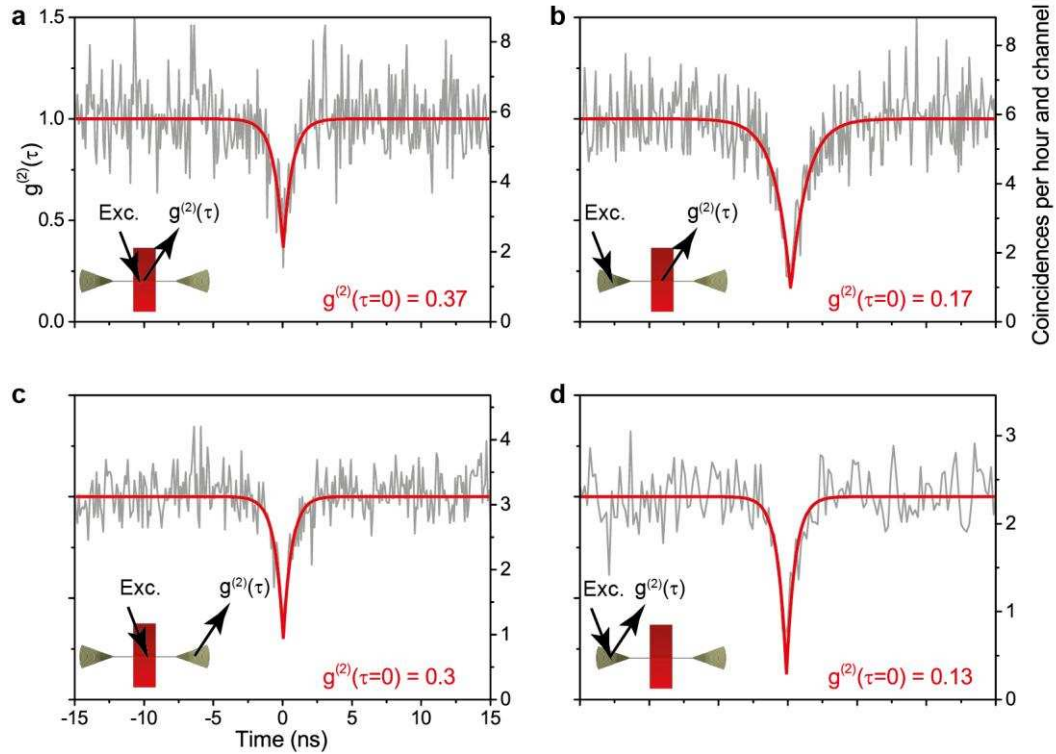 a
b
1.5
1.0
0.5
0.0
g(2)(τ)
8
6
4
2
0
Exc.
g(2)(τ)
g(2)(τ=0) = 0.37
8
6
4
2
0
Coincidences per hour and channel
Exc.
g(2)(τ)
g(2)(τ=0) = 0.17
c
d
4
3
2
1
0
Exc.
g(2)(τ)
g(2)(τ=0) = 0.3
-15 -10 -5 0 5 10 15
Time (ns)
3
2
1
0
Exc. g(2)(τ)
g(2)(τ=0) = 0.13